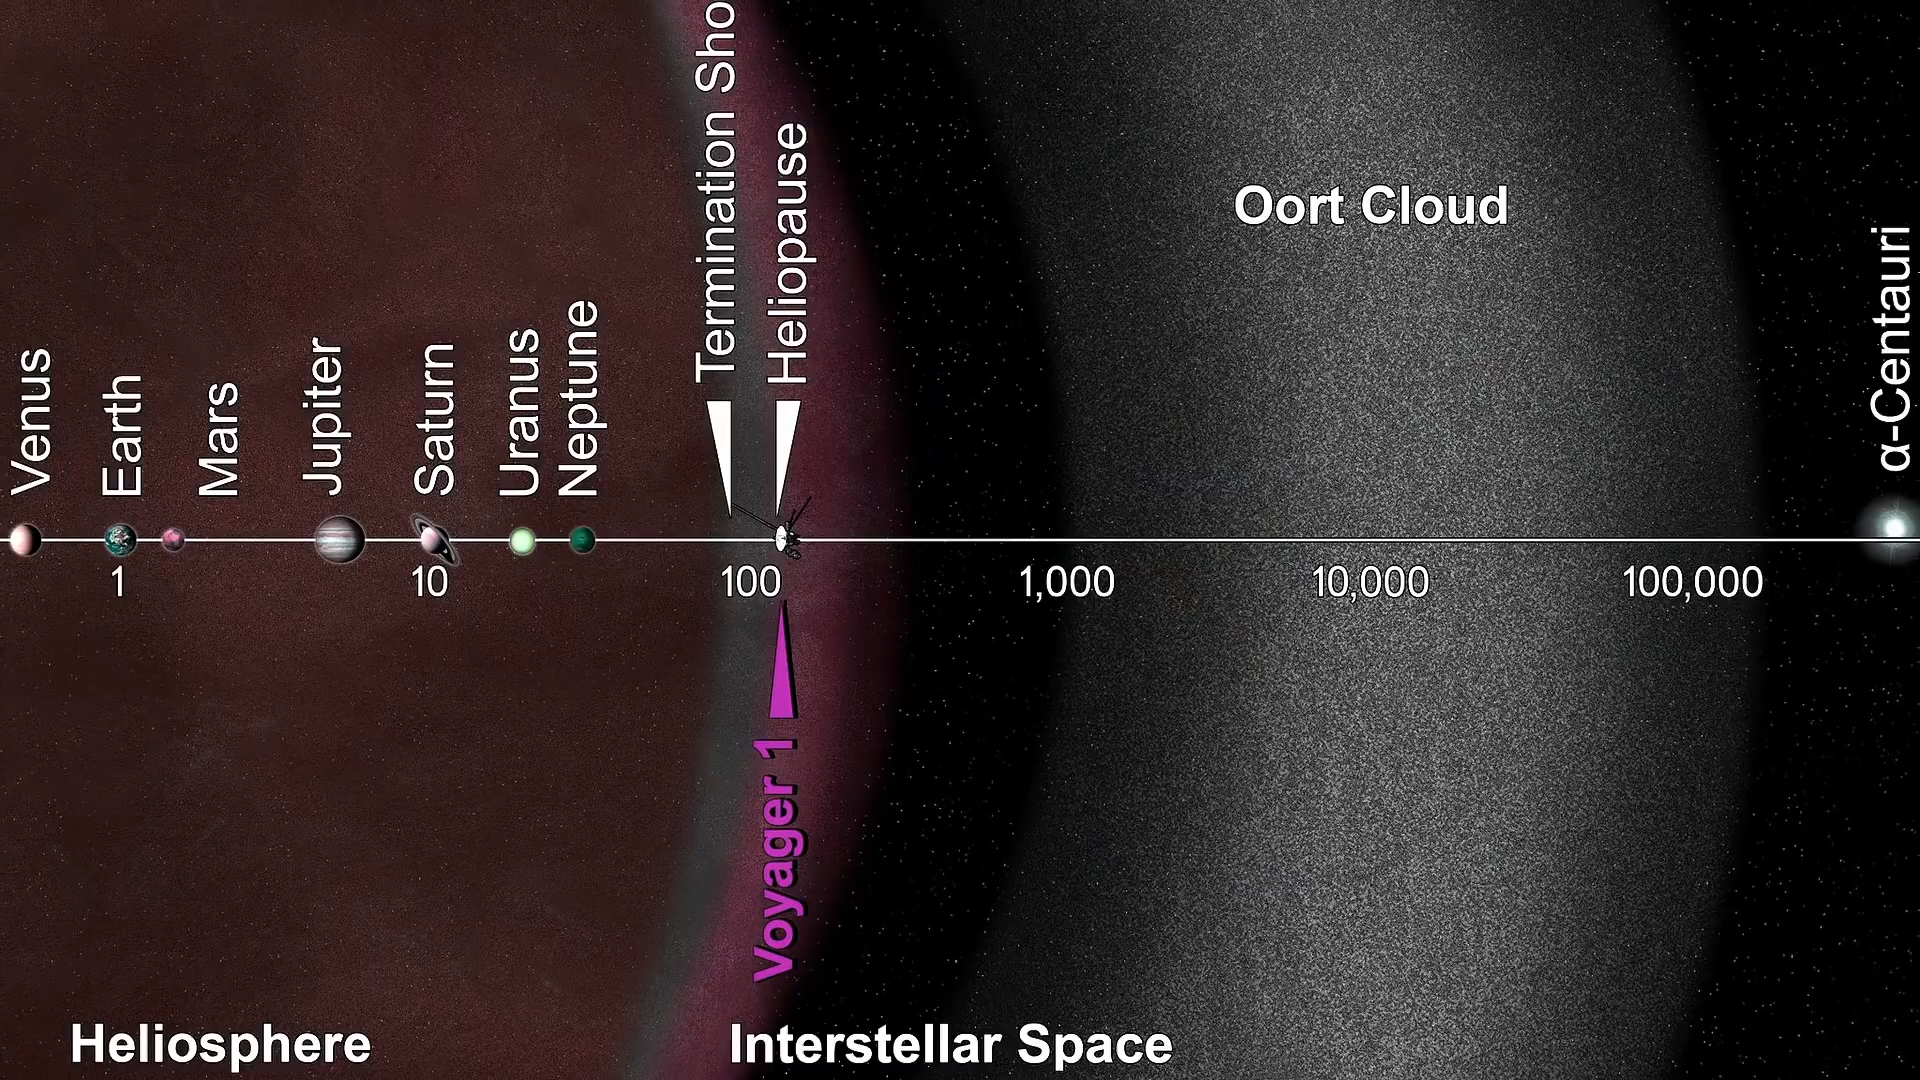 Venus
Earth
Mars
Jupiter
Saturn
Uranus
Neptune
Termination Sho
Heliopause
Oort Cloud
α-Centauri
1
10
100
1,000
10,000
100,000
Voyager 1
Heliosphere
Interstellar Space